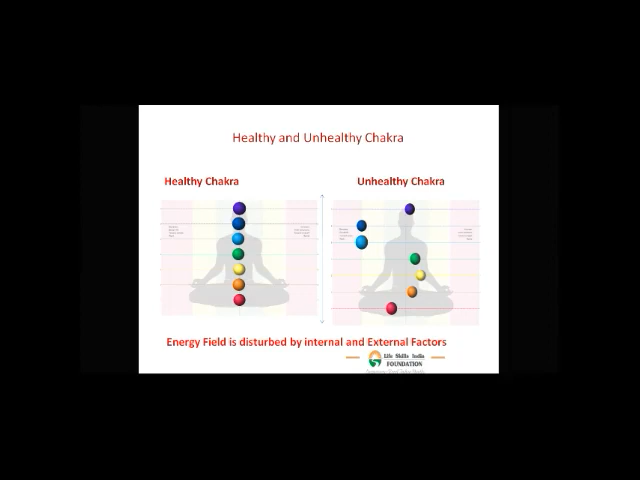 Healthy and Unhealthy Chakra
Healthy Chakra
Unhealthy Chakra
Energy Field is disturbed by internal and External Factors
Life Skills India
FOUNDATION